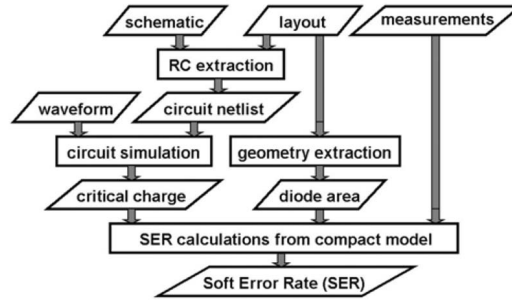 schematic
layout
measurements
RC extraction
waveform
circuit netlist
circuit simulation
geometry extraction
critical charge
diode area
SER calculations from compact model
Soft Error Rate (SER)